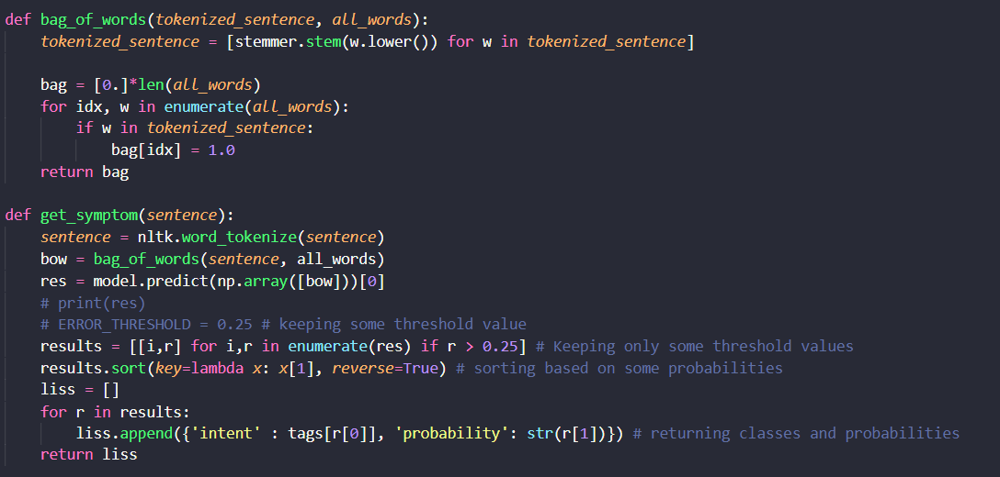 def bag_of_words(tokenized_sentence, all_words):
    tokenized_sentence = [stemmer.stem(w.lower()) for w in tokenized_sentence]

    bag = [0.]*len(all_words)
    for idx, w in enumerate(all_words):
        if w in tokenized_sentence:
            bag[idx] = 1.0
    return bag

def get_symptom(sentence):
    sentence = nltk.word_tokenize(sentence)
    bow = bag_of_words(sentence, all_words)
    res = model.predict(np.array([bow]))[0]
    # print(res)
    # ERROR_THRESHOLD = 0.25 # keeping some threshold value
    results = [[i,r] for i,r in enumerate(res) if r > 0.25] # Keeping only some threshold values
    results.sort(key=lambda x: x[1], reverse=True) # sorting based on some probabilities
    liss = []
    for r in results:
        liss.append({'intent' : tags[r[0]], 'probability': str(r[1])}) # returning classes and probabilities
    return liss